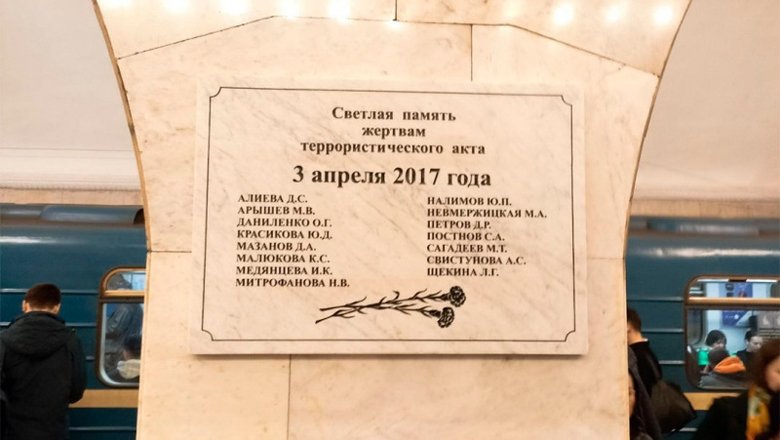 Светлая память
жертвам
террористического акта
3 апреля 2017 года
АЛИЕВА Д.С.
АРЫШЕВ М.В.
ДАНИЛЕНКО О.Г.
КРАСИКОВА Ю.Д.
МАЗАНОВ Д.А.
МАЛЮКОВА К.С.
МЕДЯНЦЕВА И.К.
МИТРОФАНОВА Н.В.
НАЛИМОВ Ю.П.
НЕВМЕРЖИЦКАЯ М.А.
ПЕТРОВ Д.Р.
ПОСТНОВ С.А.
САГАДЕЕВ М.Т.
СВИСТУНОВА А.С.
ЩЕКИНА Л.Г.